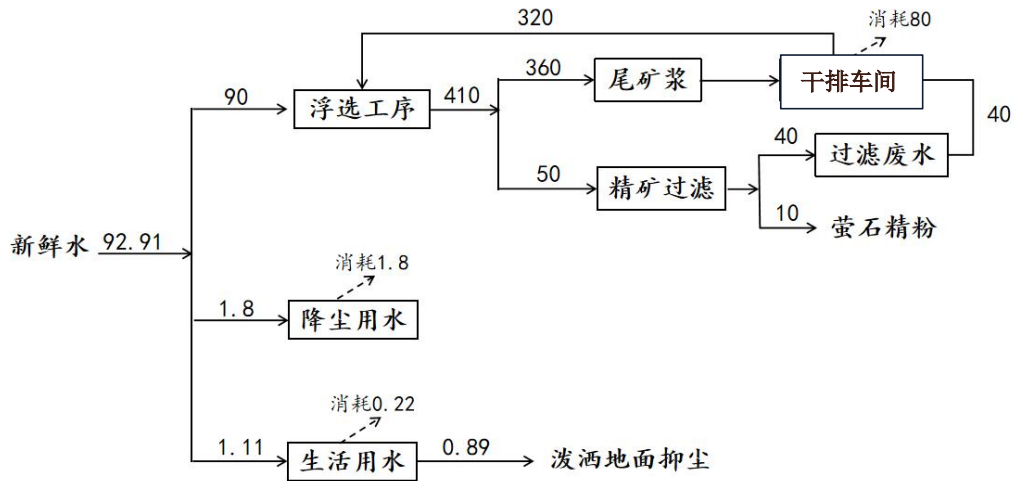 320
消耗80
360
尾矿浆
干排车间
90
浮选工序
410
40
40
过滤废水
50
精矿过滤
10
萤石精粉
新鲜水
92.91
消耗1.8
1.8
降尘用水
消耗0.22
1.11
生活用水
0.89
泼洒地面抑尘